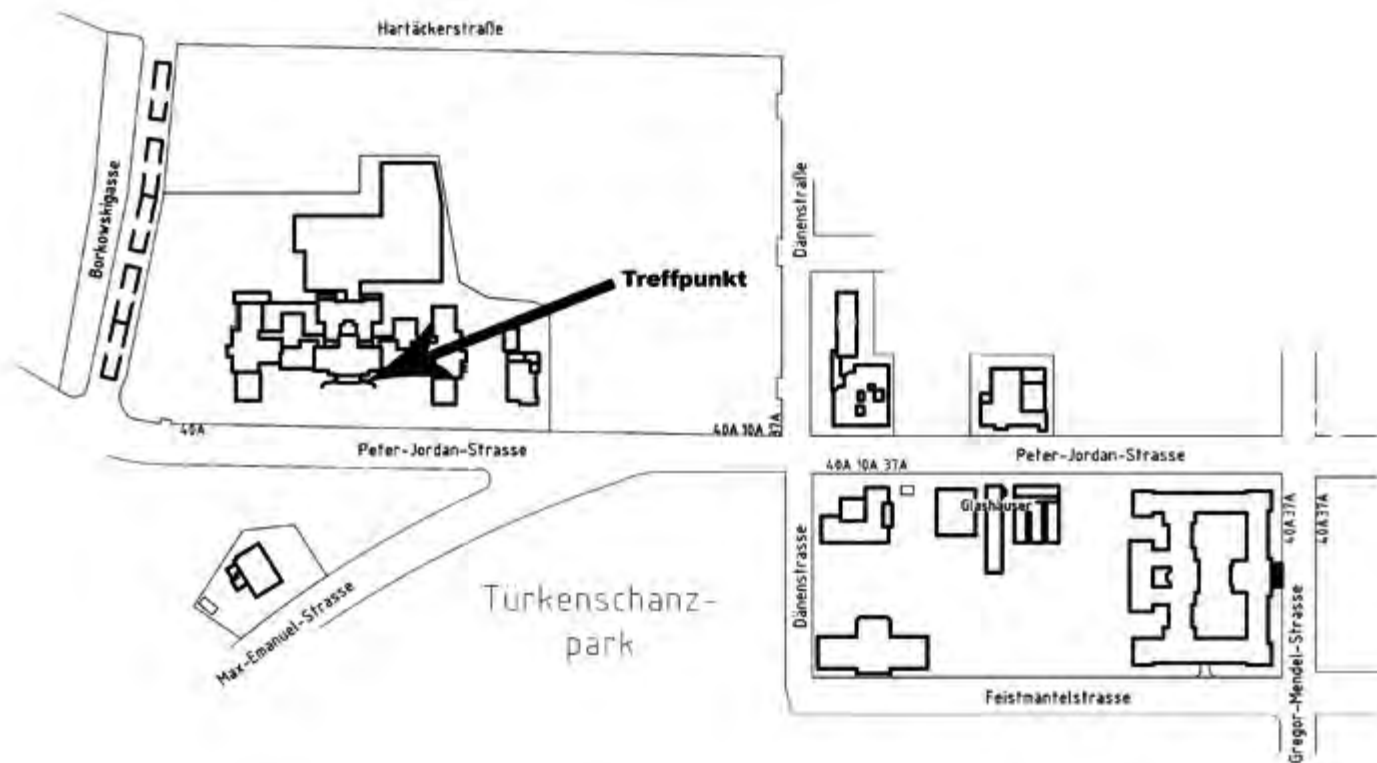 Hartäckerstraße
Borkowskigasse
Dänenstraße
Treffpunkt
40A
40A 10A 37A
Peter-Jordan-Strasse
Peter-Jordan-Strasse
40A 10A 37A
Glashäuser
40A 37A
40A 37A
Max-Emanuel-Strasse
Türkenschanz-
park
Dänenstrasse
Feistmantelstrasse
Gregor-Mendel-Strasse